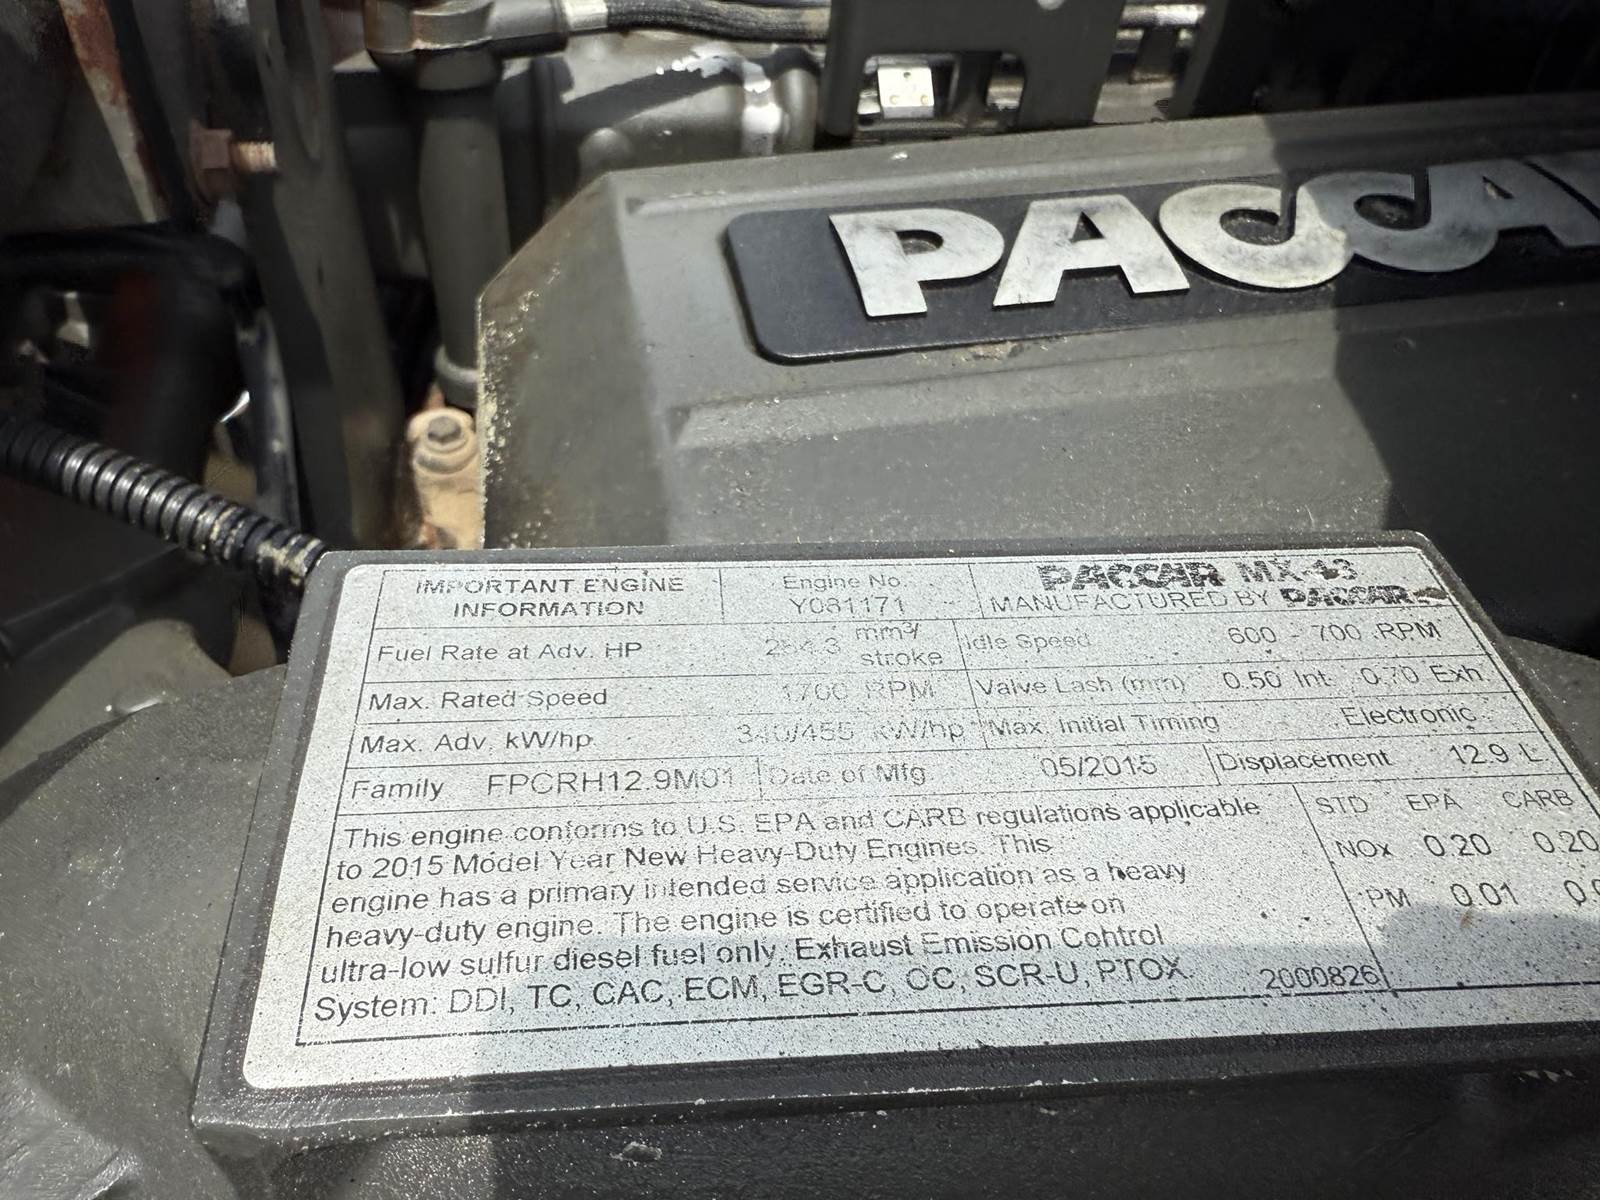 PACCAR
IMPORTANT ENGINE
INFORMATION
Engine No
Y081171
PACCAR MX-13
MANUFACTURED BY PACCAR
Fuel Rate at Adv. HP mm³/
stroke
Idle Speed 600 - 700 RPM
Max. Rated Speed 1700 RPM
Valve Lash (mm) 0.50 Int. 0.70 Exh.
Max. Adv. kW/hp 340/455 kW/hp
Max. Initial Timing Electronic
Family FPCRH12.9M01
Date of Mfg 05/2015
Displacement 12.9 L
This engine conforms to U.S. EPA and CARB regulations applicable
to 2015 Model Year New Heavy-Duty Engines. This
engine has a primary intended service application as a heavy
heavy-duty engine. The engine is certified to operate on
ultra-low sulfur diesel fuel only. Exhaust Emission Control
System: DDI, TC, CAC, ECM, EGR-C, OC, SCR-U, PTOX.
2000826
STD EPA CARB
NOx 0.20 0.20
PM 0.01